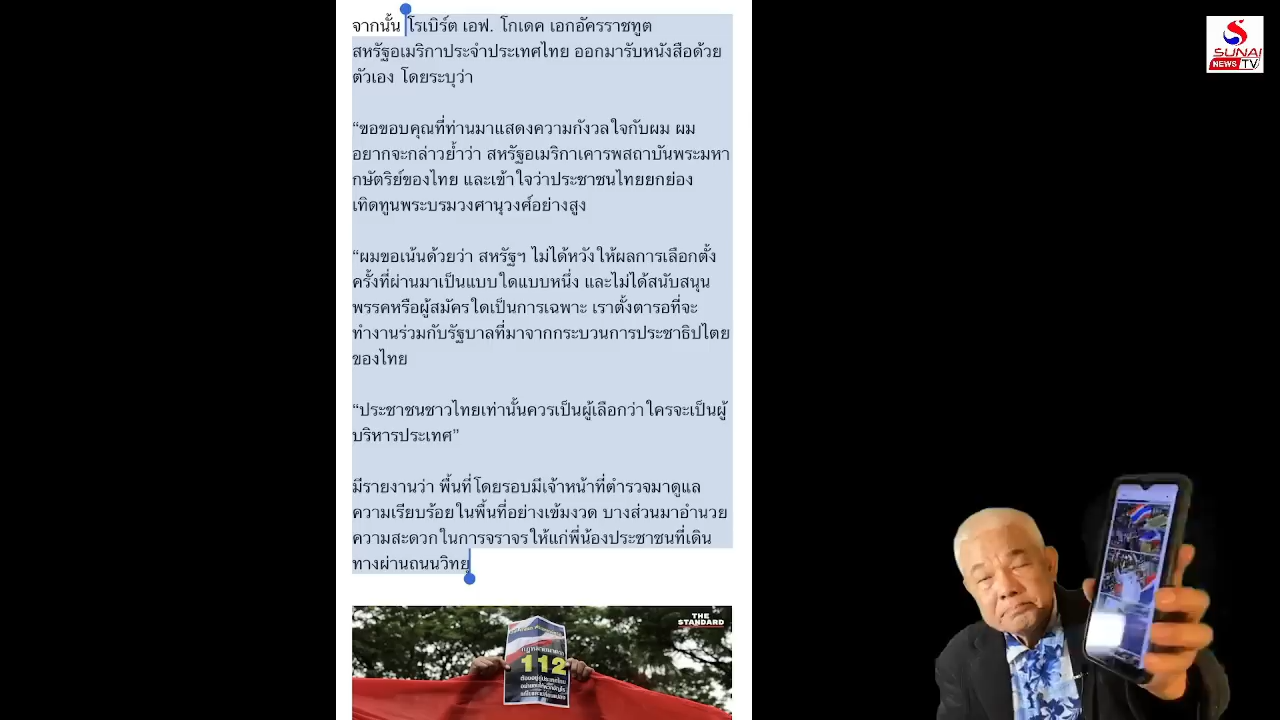 จากนั้น โรเบิร์ต เอฟ. โกเดค เอกอัครราชทูต
สหรัฐอเมริกาประจำประเทศไทย ออกมารับหนังสือด้วย
ตัวเอง โดยระบุว่า
“ขอขอบคุณที่ท่านมาแสดงความกังวลใจกับผม ผม
อยากจะกล่าวย้ำว่า สหรัฐอเมริกาเคารพสถาบันพระมหา
กษัตริย์ของไทย และเข้าใจว่าประชาชนไทยยกย่อง
เทิดทูนพระบรมวงศานุวงศ์อย่างสูง
“ผมขอเน้นด้วยว่า สหรัฐฯ ไม่ได้หวังให้ผลการเลือกตั้ง
ครั้งที่ผ่านมาเป็นแบบใดแบบหนึ่ง และไม่ได้สนับสนุน
พรรคหรือผู้สมัครใดเป็นการเฉพาะ เราตั้งตารอที่จะ
ทำงานร่วมกับรัฐบาลที่มาจากกระบวนการประชาธิปไตย
ของไทย
“ประชาชนชาวไทยเท่านั้นควรเป็นผู้เลือกว่าใครจะเป็นผู้
บริหารประเทศ”
มีรายงานว่า พื้นที่โดยรอบมีเจ้าหน้าที่ตำรวจมาดูแล
ความเรียบร้อยในพื้นที่อย่างเข้มงวด บางส่วนมาอำนวย
ความสะดวกในการจราจรให้แก่พี่น้องประชาชนที่เดิน
ทางผ่านถนนวิทยุ
THE
STANDARD
112
SUNAI
NEWS TV